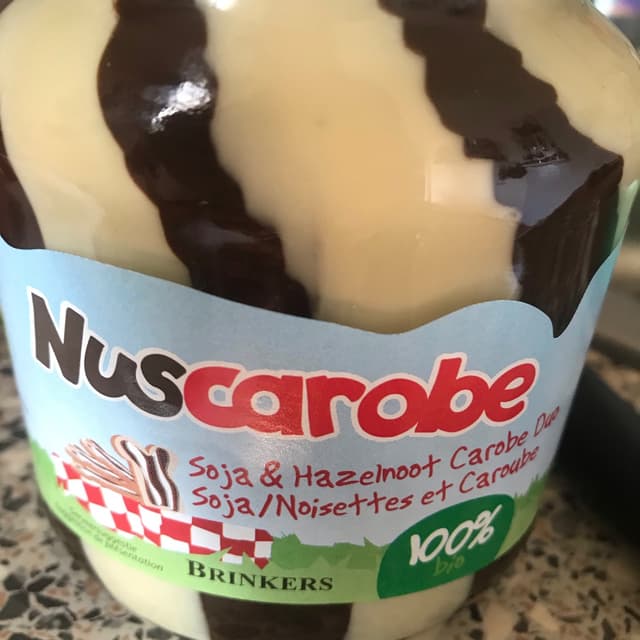 Nuscarobe
Soja & Hazelnoot Carobe Duo
Soja/Noisettes et Caroube
100%
bio
BRINKERS